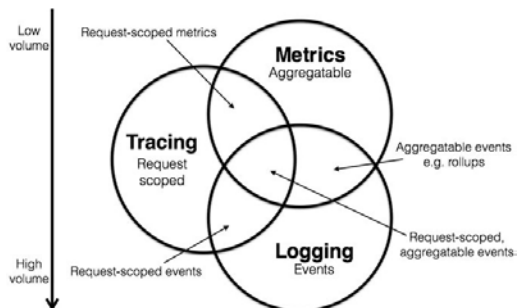 Low
volume
Request-scoped metrics
Metrics
Aggregatable
Tracing
Request
scoped
Aggregatable events
e.g. rollups
Request-scoped,
aggregatable events
Logging
Events
Request-scoped events
High
volume